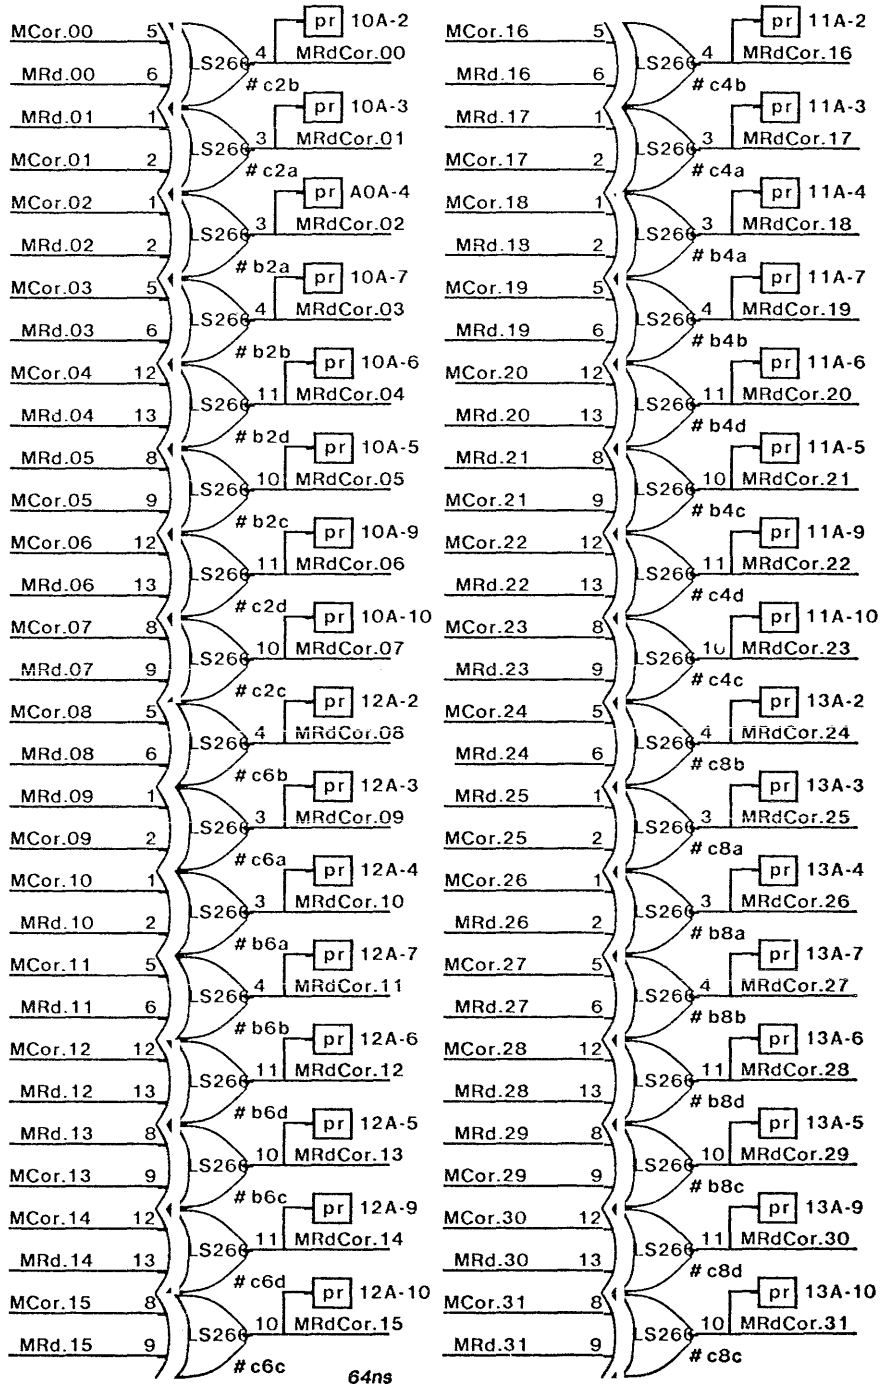 pr 10A-2
MCor.00 5 LS266 4 MRdCor.00
MRd.00 6 #c2b
pr 10A-3
MRd.01 1 LS266 3 MRdCor.01
MCor.01 2 #c2a
pr A0A-4
MCor.02 1 LS266 3 MRdCor.02
MRd.02 2 #b2a
pr 10A-7
MCor.03 5 LS266 4 MRdCor.03
MRd.03 6 #b2b
pr 10A-6
MCor.04 12 LS266 11 MRdCor.04
MRd.04 13 #b2d
pr 10A-5
MRd.05 8 LS266 10 MRdCor.05
MCor.05 9 #b2c
pr 10A-9
MCor.06 12 LS266 11 MRdCor.06
MRd.06 13 #c2d
pr 10A-10
MCor.07 8 LS266 10 MRdCor.07
MRd.07 9 #c2c
pr 12A-2
MCor.08 5 LS266 4 MRdCor.08
MRd.08 6 #c6b
pr 12A-3
MRd.09 1 LS266 3 MRdCor.09
MCor.09 2 #c6a
pr 12A-4
MCor.10 1 LS266 3 MRdCor.10
MRd.10 2 #b6a
pr 12A-7
MCor.11 5 LS266 4 MRdCor.11
MRd.11 6 #b6b
pr 12A-6
MCor.12 12 LS266 11 MRdCor.12
MRd.12 13 #b6d
pr 12A-5
MRd.13 8 LS266 10 MRdCor.13
MCor.13 9 #b6c
pr 12A-9
MCor.14 12 LS266 11 MRdCor.14
MRd.14 13 #c6d
pr 12A-10
MCor.15 8 LS266 10 MRdCor.15
MRd.15 9 #c6c
64ns
pr 11A-2
MCor.16 5 LS266 4 MRdCor.16
MRd.16 6 #c4b
pr 11A-3
MRd.17 1 LS266 3 MRdCor.17
MCor.17 2 #c4a
pr 11A-4
MCor.18 1 LS266 3 MRdCor.18
MRd.18 2 #b4a
pr 11A-7
MCor.19 5 LS266 4 MRdCor.19
MRd.19 6 #b4b
pr 11A-6
MCor.20 12 LS266 11 MRdCor.20
MRd.20 13 #b4d
pr 11A-5
MRd.21 8 LS266 10 MRdCor.21
MCor.21 9 #b4c
pr 11A-9
MCor.22 12 LS266 11 MRdCor.22
MRd.22 13 #c4d
pr 11A-10
MCor.23 8 LS266 10 MRdCor.23
MRd.23 9 #c4c
pr 13A-2
MCor.24 5 LS266 4 MRdCor.24
MRd.24 6 #c8b
pr 13A-3
MRd.25 1 LS266 3 MRdCor.25
MCor.25 2 #c8a
pr 13A-4
MCor.26 1 LS266 3 MRdCor.26
MRd.26 2 #b8a
pr 13A-7
MCor.27 5 LS266 4 MRdCor.27
MRd.27 6 #b8b
pr 13A-6
MCor.28 12 LS266 11 MRdCor.28
MRd.28 13 #b8d
pr 13A-5
MRd.29 8 LS266 10 MRdCor.29
MCor.29 9 #b8c
pr 13A-9
MCor.30 12 LS266 11 MRdCor.30
MRd.30 13 #c8d
pr 13A-10
MCor.31 8 LS266 10 MRdCor.31
MRd.31 9 #c8c